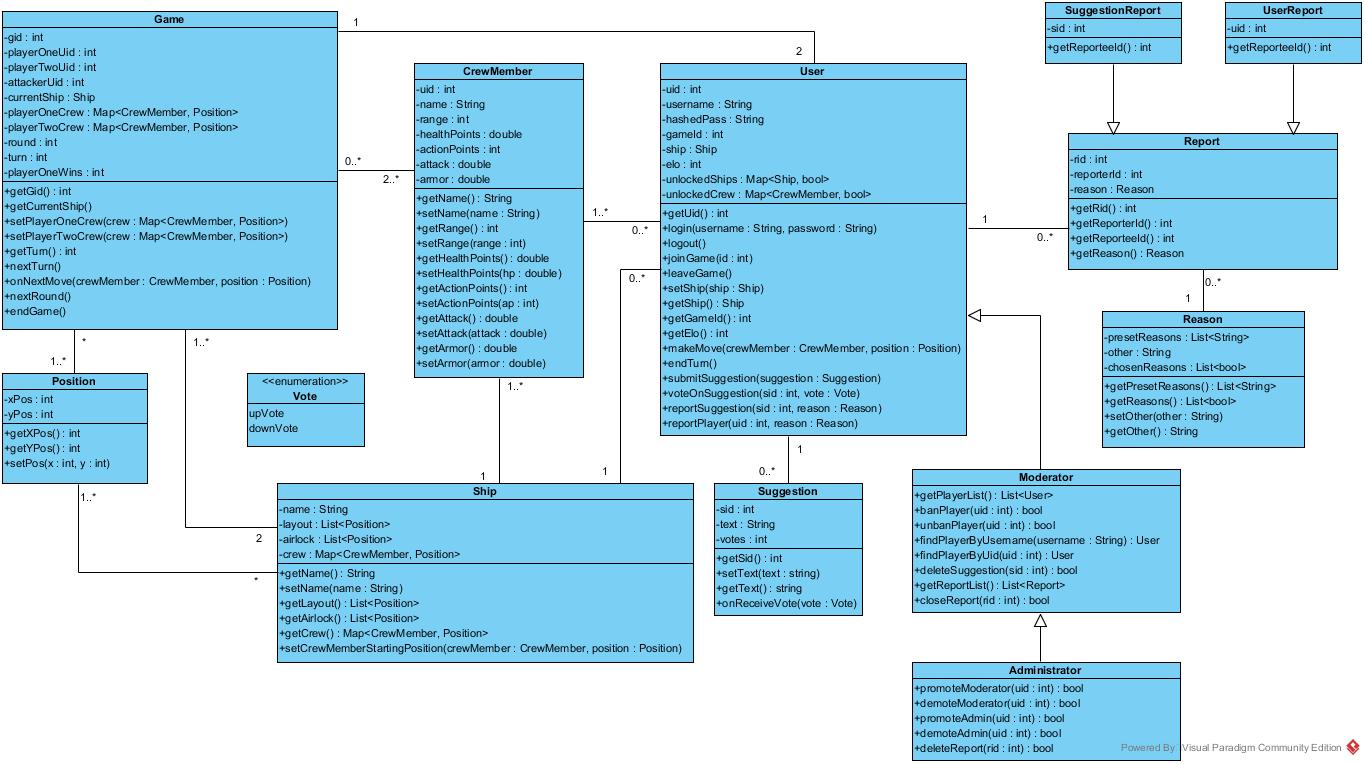 Game
-gid : int
-playerOneUid : int
-playerTwoUid : int
-attackerUid : int
-currentShip : Ship
-playerOneCrew : Map<CrewMember, Position>
-playerTwoCrew : Map<CrewMember, Position>
-round : int
-turn : int
-playerOneWins : int
+getGid() : int
+getCurrentShip()
+setPlayerOneCrew(crew : Map<CrewMember, Position>)
+setPlayerTwoCrew(crew : Map<CrewMember, Position>)
+getTurn() : int
+nextTurn()
+onNextMove(crewMember : CrewMember, position : Position)
+nextRound()
+endGame()
1
2
0..*
2..*
CrewMember
-uid : int
-name : String
-range : int
-healthPoints : double
-actionPoints : int
-attack : double
-armor : double
+getName() : String
+setName(name : String)
+getRange() : int
+setRange(range : int)
+getHealthPoints() : double
+setHealthPoints(hp : double)
+getActionPoints() : int
+setActionPoints(ap : int)
+getAttack() : double
+setAttack(attack : double)
+getArmor() : double
+setArmor(armor : double)
1..*
0..*
User
-uid : int
-username : String
-hashedPass : String
-gameId : int
-ship : Ship
-elo : int
-unlockedShips : Map<Ship, bool>
-unlockedCrew : Map<CrewMember, bool>
+getUid() : int
+login(username : String, password : String)
+logout()
+joinGame(id : int)
+leaveGame()
+setShip(ship : Ship)
+getShip() : Ship
+getGameId() : int
+getElo() : int
+makeMove(crewMember : CrewMember, position : Position)
+endTurn()
+submitSuggestion(suggestion : Suggestion)
+voteOnSuggestion(sid : int, vote : Vote)
+reportSuggestion(sid : int, reason : Reason)
+reportPlayer(uid : int, reason : Reason)
0..*
1
0..*
SuggestionReport
-sid : int
+getReporteeId() : int
UserReport
-uid : int
+getReporteeId() : int
Report
-rid : int
-reporterId : int
-reason : Reason
+getRid() : int
+getReporterId() : int
+getReporteeId() : int
+getReason() : Reason
0..*
1
Reason
-presetReasons : List<String>
-other : String
-chosenReasons : List<bool>
+getPresetReasons() : List<String>
+getReasons() : List<bool>
+setOther(other : String)
+getOther() : String
*
1..*
1..*
Position
-xPos : int
-yPos : int
+getXPos() : int
+getYPos() : int
+setPos(x : int, y : int)
1..*
<<enumeration>>
Vote
upVote
downVote
2
*
1..*
1
1
Ship
-name : String
-layout : List<Position>
-airlock : List<Position>
-crew : Map<CrewMember, Position>
+getName() : String
+setName(name : String)
+getLayout() : List<Position>
+getAirlock() : List<Position>
+getCrew() : Map<CrewMember, Position>
+setCrewMemberStartingPosition(crewMember : CrewMember, position : Position)
1
0..*
Suggestion
-sid : int
-text : String
-votes : int
+getSid() : int
+setText(text : string)
+getText() : string
+onReceiveVote(vote : Vote)
Moderator
+getPlayerList() : List<User>
+banPlayer(uid : int) : bool
+unbanPlayer(uid : int) : bool
+findPlayerByUsername(username : String) : User
+findPlayerByUid(uid : int) : User
+deleteSuggestion(sid : int) : bool
+getReportList() : List<Report>
+closeReport(rid : int) : bool
Administrator
+promoteModerator(uid : int) : bool
+demoteModerator(uid : int) : bool
+promoteAdmin(uid : int) : bool
+demoteAdmin(uid : int) : bool
+deleteReport(rid : int) : bool
Powered By Visual Paradigm Community Edition